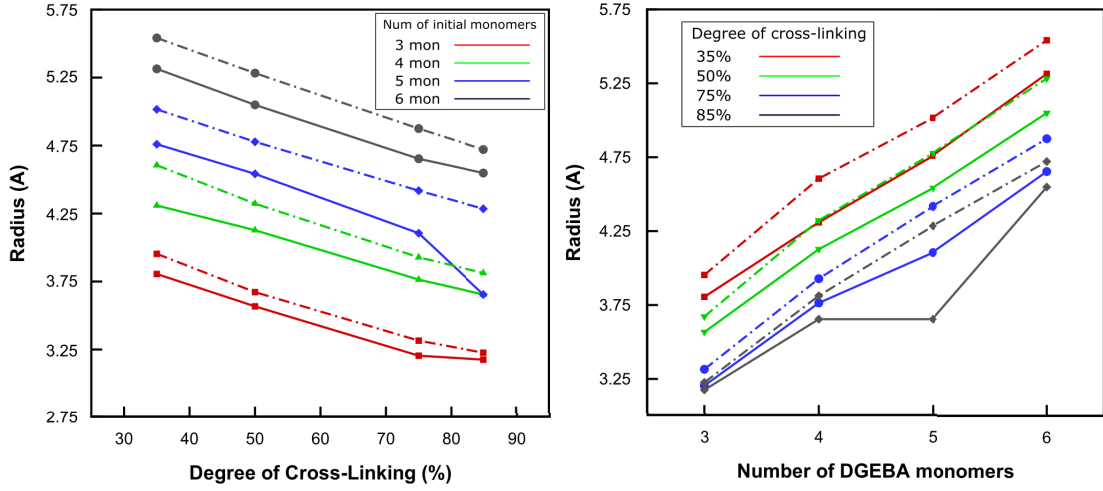 5.75
5.25
4.75
4.25
3.75
3.25
2.75
Radius (A)
30 40 50 60 70 80 90
Degree of Cross-Linking (%)
Num of initial monomers
3 mon
4 mon
5 mon
6 mon
5.75
5.25
4.75
4.25
3.75
3.25
Radius (A)
3 4 5 6
Number of DGEBA monomers
Degree of cross-linking
35%
50%
75%
85%